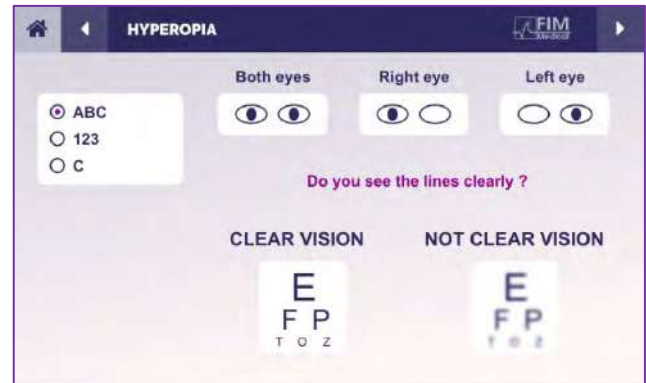 HYPEROPIA
FIM
Medical
Both eyes Right eye Left eye
ABC
123
C
Do you see the lines clearly ?
CLEAR VISION NOT CLEAR VISION
E E
F P F P
T O Z T O Z